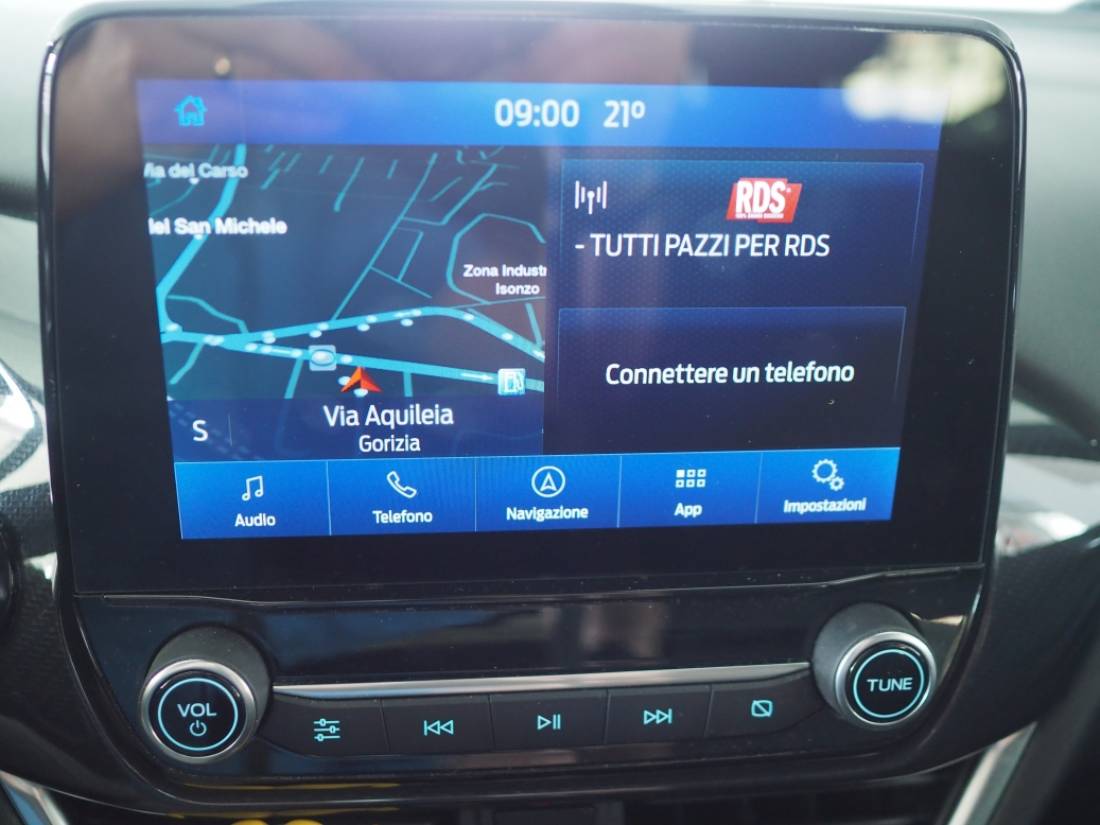 09:00 21°
Via del Carso
lel San Michele
Zona Industr
Isonzo
S
Via Aquileia
Gorizia
RDS
- TUTTI PAZZI PER RDS
Connettere un telefono
Audio
Telefono
Navigazione
App
Impostazioni
VOL
TUNE